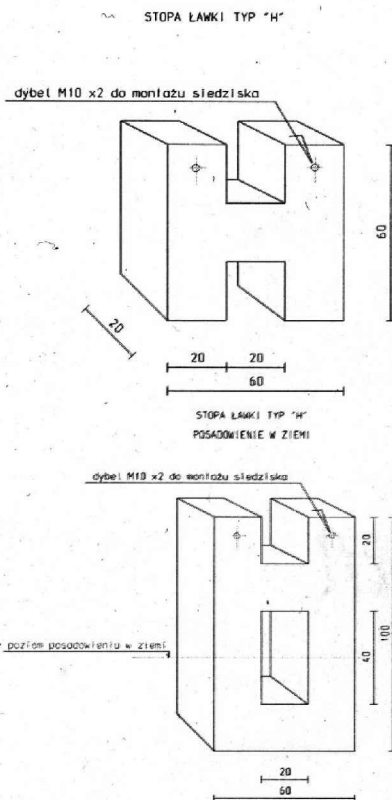 STOPA ŁAWKI TYP "H"
dybel M10 x2 do montażu siedziska
60
20
20 20
60
STOPA ŁAWKI TYP "H"
POSADOWIENIE W ZIEMI
dybel M10 x2 do montażu siedziska
20
100
poziom posadowienia w ziemi
40
20
60